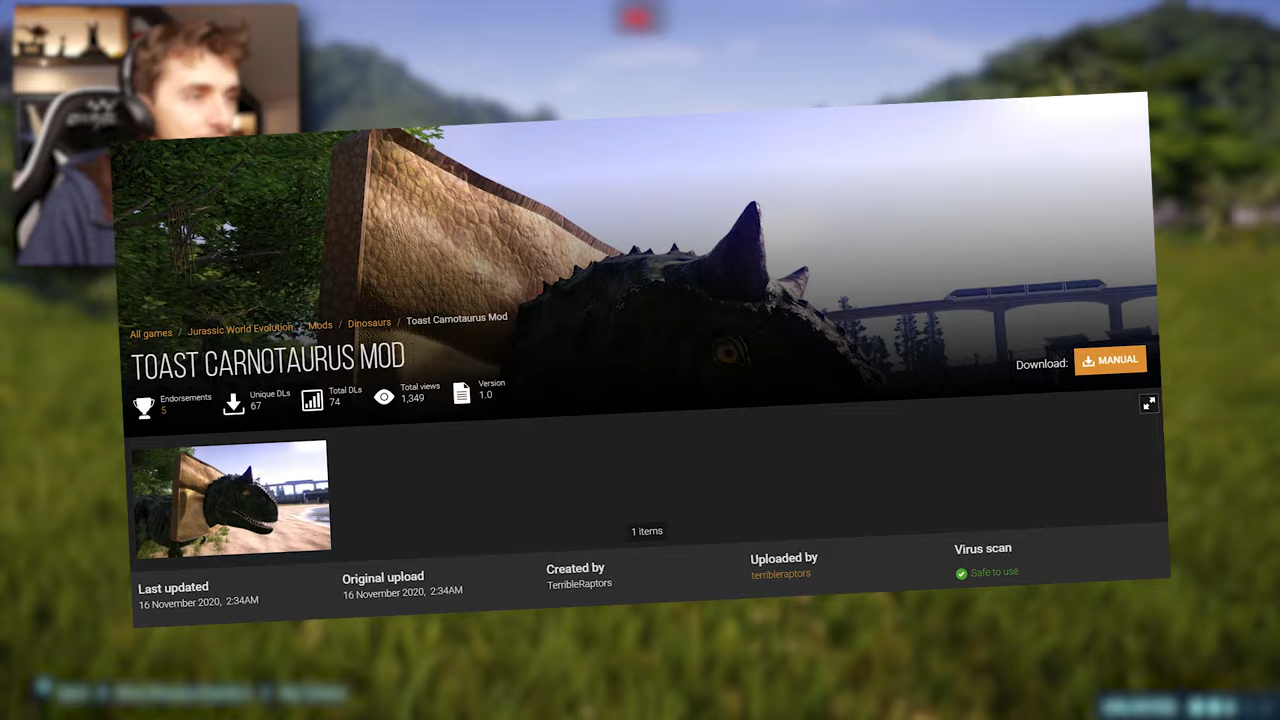 All games / Jurassic World Evolution / Mods / Dinosaurs / Toast Carnotaurus Mod
TOAST CARNOTAURUS MOD
Endorsements
5
Unique DLs
67
Total DLs
74
Total views
1,349
Version
1.0
Download: MANUAL
1 items
Last updated
16 November 2020, 2:34AM
Original upload
16 November 2020, 2:34AM
Created by
TerribleRaptors
Uploaded by
terribleraptors
Virus scan
Safe to use